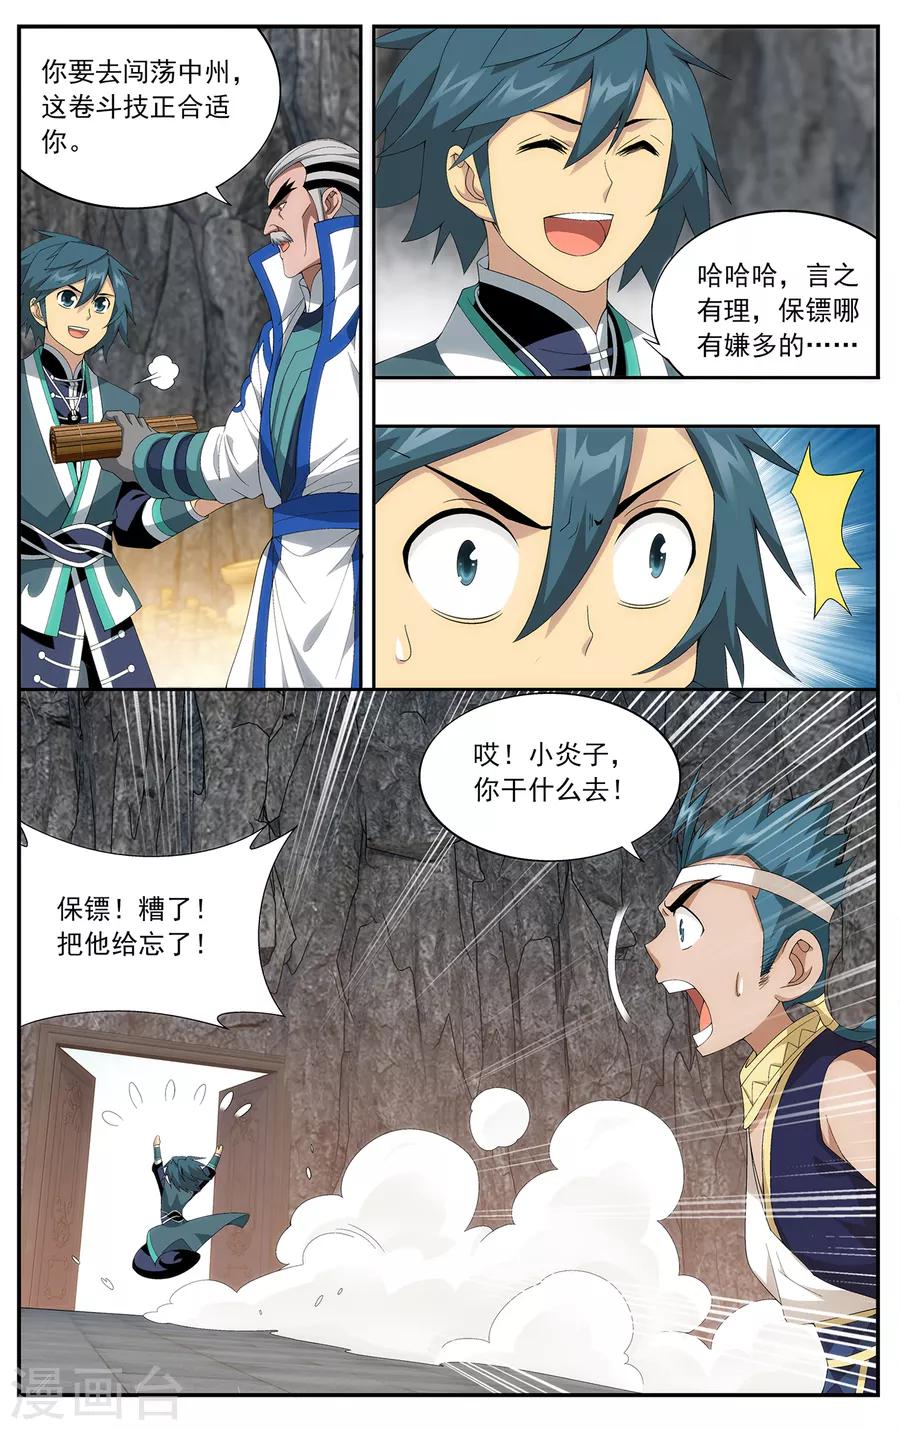 你要去闯荡中州，
这卷斗技正合适
你。
哈哈哈，言之
有理，保镖哪
有嫌多的……
哎！小炎子，
你干什么去！
保镖！糟了！
把他给忘了！
漫画台